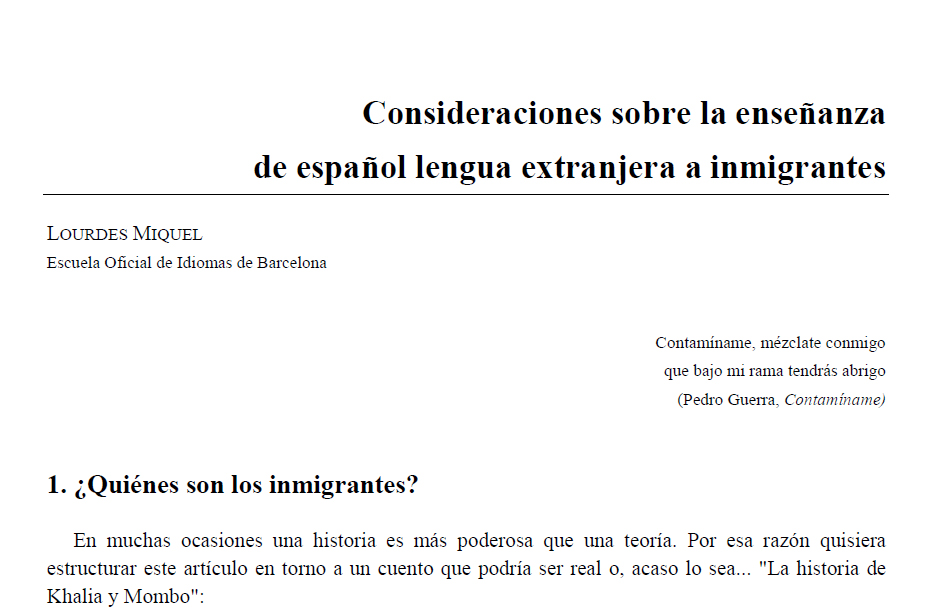 Consideraciones sobre la enseñanza
de español lengua extranjera a inmigrantes
LOURDES MIQUEL
Escuela Oficial de Idiomas de Barcelona
Contamíname, mézclate conmigo
que bajo mi rama tendrás abrigo
(Pedro Guerra, Contamíname)
1. ¿Quiénes son los inmigrantes?
En muchas ocasiones una historia es más poderosa que una teoría. Por esa razón quisiera
estructurar este artículo en torno a un cuento que podría ser real o, acaso lo sea... "La historia de
Khalia y Mombo":